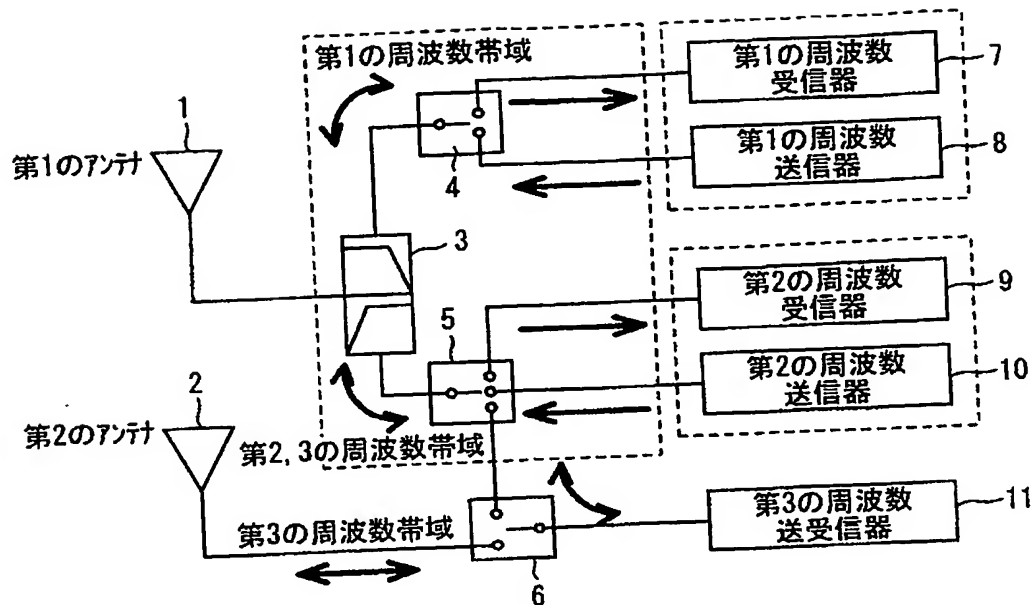 第1の周波数帯域
第1の周波数
受信器
7
1
第1のアンテナ
4
第1の周波数
送信器
8
3
第2の周波数
受信器
9
5
第2の周波数
送信器
10
2
第2のアンテナ
第2,3の周波数帯域
第3の周波数帯域
第3の周波数
送受信器
11
6